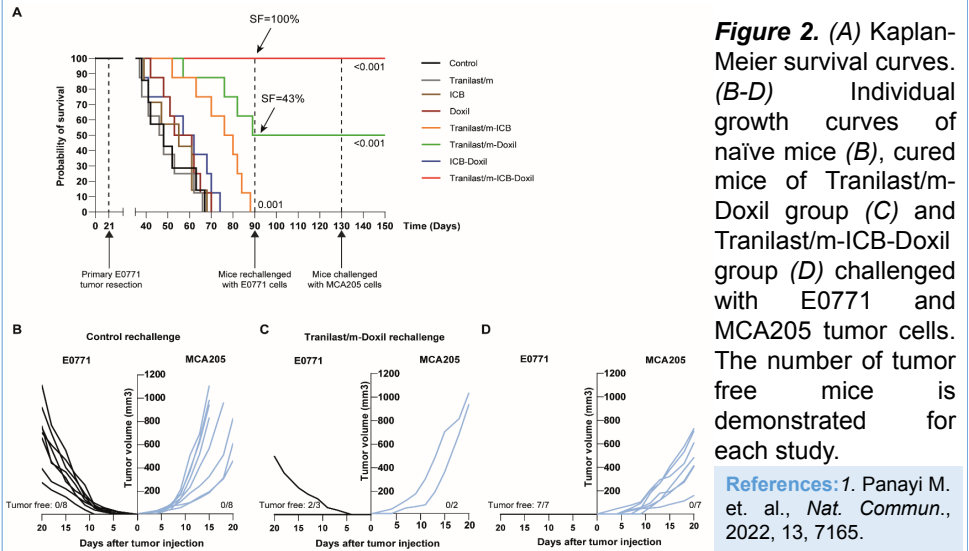 A
SF=100%
SF=43%
Probability of survival
100
90
80
70
60
50
40
30
20
10
0
<0.001
<0.001
0.001
0 21 40 50 60 70 80 90 100 110 120 130 140 150 Time (Days)
Control
Tranilast/m
ICB
Doxil
Tranilast/m-ICB
Tranilast/m-Doxil
ICB-Doxil
Tranilast/m-ICB-Doxil
Primary E0771
tumor resection
Mice rechallenged
with E0771 cells
Mice challenged
with MCA205 cells
B
Control rechallenge
E0771 MCA205
Tumor volume (mm3)
1200
1000
800
600
400
200
Tumor free: 0/8 0/8
20 15 10 5 0 5 10 15 20
Days after tumor injection
C
Tranilast/m-Doxil rechallenge
E0771 MCA205
Tumor volume (mm3)
1200
1000
800
600
400
200
Tumor free: 2/3 0/2
20 15 10 5 0 5 10 15 20
Days after tumor injection
D
E0771 MCA205
Tumor volume (mm3)
1200
1000
800
600
400
200
Tumor free: 7/7 0/7
20 15 10 5 0 5 10 15 20
Days after tumor injection
Figure 2. (A) Kaplan-
Meier survival curves.
(B-D) Individual
growth curves of
naïve mice (B), cured
mice of Tranilast/m-
Doxil group (C) and
Tranilast/m-ICB-Doxil
group (D) challenged
with E0771 and
MCA205 tumor cells.
The number of tumor
free mice is
demonstrated for
each study.
References:1. Panayi M.
et. al., Nat. Commun.,
2022, 13, 7165.